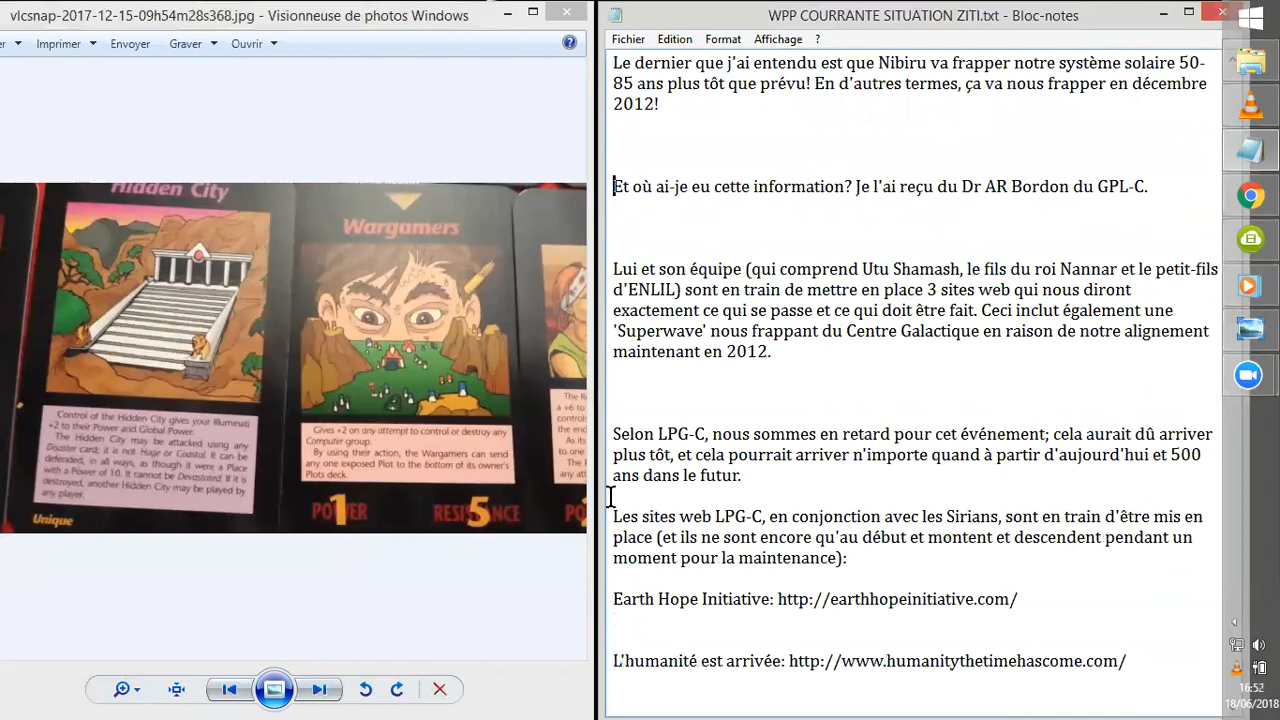 vlcsnap-2017-12-15-09h54m28s368.jpg - Visionneuse de photos Windows
Imprimer
Envoyer
Graver
Ouvrir
Hidden City
Control of the Hidden City gives your Illuminati
+2 to their Power and Global Power.
The Hidden City may be attacked using any
Disaster card; it is not Huge or Coastal. It can be
defended, in all ways, as though it were a Place
with a Power of 10. It cannot be Devastated. If it is
destroyed, another Hidden City may be played by
any player.
Unique
Wargamers
Gives +2 on any attempt to control or destroy any
Computer group.
By using their action, the Wargamers can send
any one exposed Plot to the bottom of its owner's
Plots deck.
POWER
1
RESISTANCE
5
WPP COURRANTE SITUATION ZITI.txt - Bloc-notes
Fichier Edition Format Affichage ?
Le dernier que j'ai entendu est que Nibiru va frapper notre système solaire 50-
85 ans plus tôt que prévu! En d'autres termes, ça va nous frapper en décembre
2012!
Et où ai-je eu cette information? Je l'ai reçu du Dr AR Bordon du GPL-C.
Lui et son équipe (qui comprend Utu Shamash, le fils du roi Nannar et le petit-fils
d'ENLIL) sont en train de mettre en place 3 sites web qui nous diront
exactement ce qui se passe et ce qui doit être fait. Ceci inclut également une
'Superwave' nous frappant du Centre Galactique en raison de notre alignement
maintenant en 2012.
Selon LPG-C, nous sommes en retard pour cet événement; cela aurait dû arriver
plus tôt, et cela pourrait arriver n'importe quand à partir d'aujourd'hui et 500
ans dans le futur.
Les sites web LPG-C, en conjonction avec les Sirians, sont en train d'être mis en
place (et ils ne sont encore qu'au début et montent et descendent pendant un
moment pour la maintenance):
Earth Hope Initiative: http://earthhopeinitiative.com/
L'humanité est arrivée: http://www.humanitythetimehascome.com/
16:52
18/06/2018